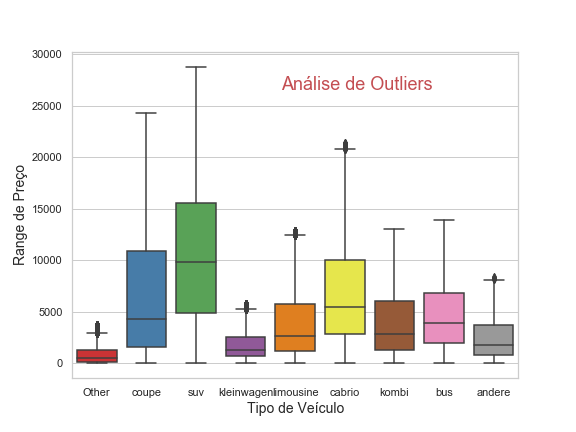 Análise de Outliers
Range de Preço
30000
25000
20000
15000
10000
5000
0
Other coupe suv kleinwagen limousine cabrio kombi bus andere
Tipo de Veículo